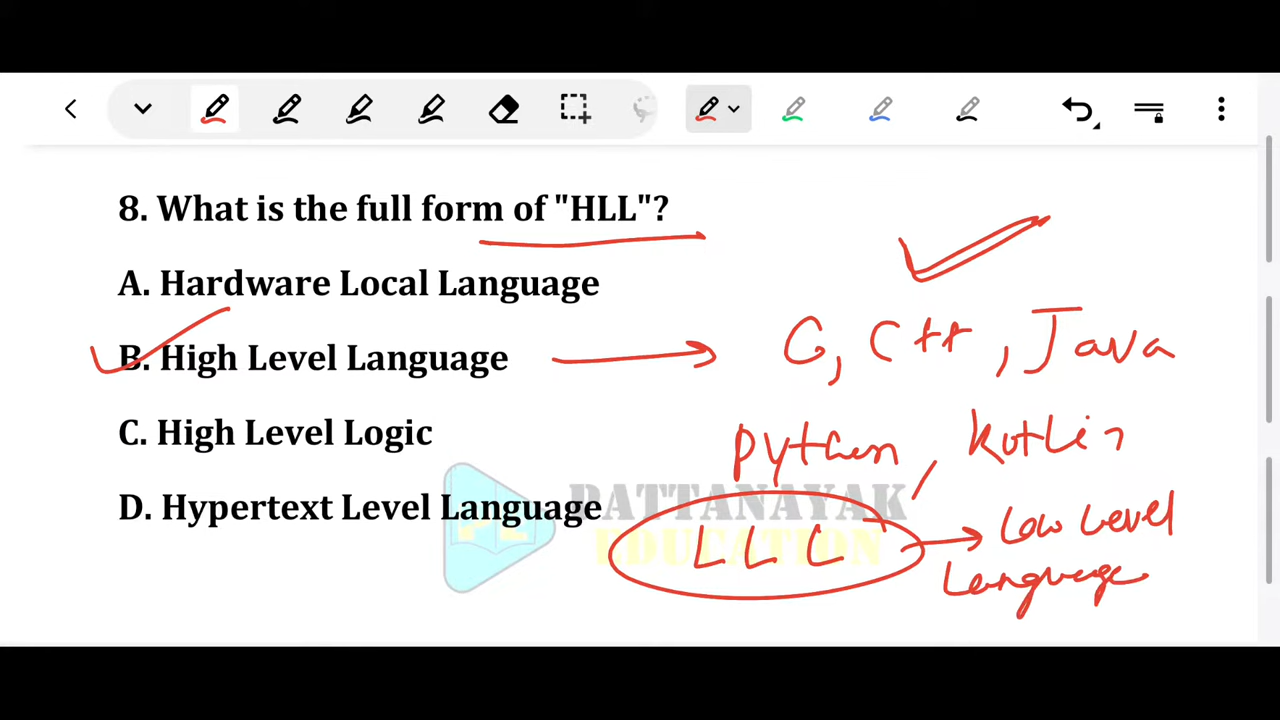 8. What is the full form of "HLL"?
A. Hardware Local Language
B. High Level Language
C, C++, Java
C. High Level Logic
python, kotlin
D. Hypertext Level Language
PATTANAYAK
EDUCATION
LLL
Low Level
Language